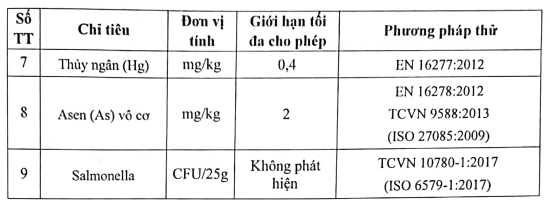 Số TT | Chỉ tiêu | Đơn vị tính | Giới hạn tối đa cho phép | Phương pháp thử
7 | Thủy ngân (Hg) | mg/kg | 0,4 | EN 16277:2012
8 | Asen (As) vô cơ | mg/kg | 2 | EN 16278:2012
TCVN 9588:2013
(ISO 27085:2009)
9 | Salmonella | CFU/25g | Không phát hiện | TCVN 10780-1:2017
(ISO 6579-1:2017)